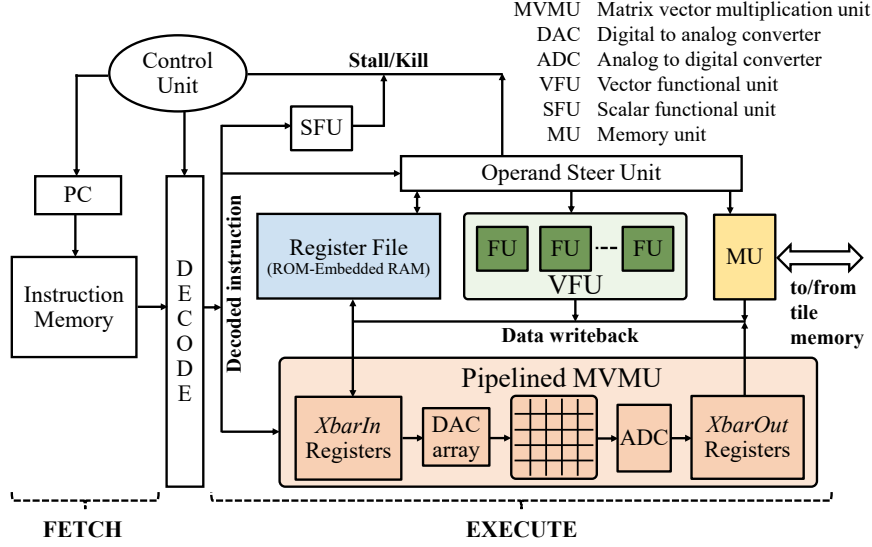 MVMU Matrix vector multiplication unit
DAC Digital to analog converter
ADC Analog to digital converter
VFU Vector functional unit
SFU Scalar functional unit
MU Memory unit
Control
Unit
Stall/Kill
SFU
PC
Operand Steer Unit
Instruction
Memory
DECODE
Decoded instruction
Register File
(ROM-Embedded RAM)
FU
FU
FU
VFU
MU
to/from
tile
memory
Data writeback
Pipelined MVMU
XbarIn
Registers
DAC
array
ADC
XbarOut
Registers
FETCH
EXECUTE